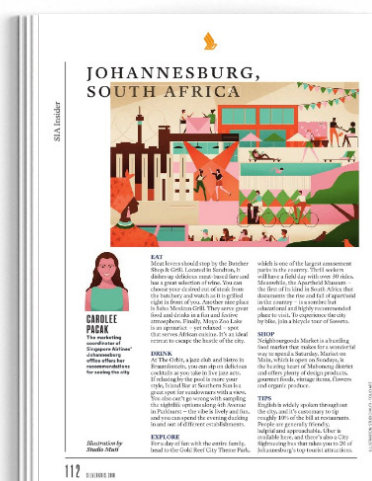 SIA Insider
JOHANNESBURG,
SOUTH AFRICA
CAROLEE
PACAK
The marketing
coordinator of
Singapore Airlines'
Johannesburg
office offers her
recommendations
for seeing the city
EAT
Meat lovers should stop by the Butcher
Shop & Grill. Located in Sandton, it
dishes up delicious meat-based fare and
has a great selection of wine. You can
choose your desired cut of steak from
the butchery and watch as it is grilled
right in front of you. Another nice place
is Salsa Mexican Grill. They serve great
food and drinks in a fun and festive
atmosphere. Finally, Moyo Zoo Lake
is an upmarket – yet relaxed – spot
that serves African cuisine. It's an ideal
retreat to escape the bustle of the city.
DRINK
At The Orbit, a jazz club and bistro in
Braamfontein, you can sip on delicious
cocktails as you take in live jazz acts.
If relaxing by the pool is more your
style, San Deck at Sandton Sun is a
great spot for sundowners with a view.
You also can't go wrong with sampling
the nightlife options along 4th Avenue
in Parkhurst – the vibe is lively and fun,
and you can spend the evening ducking
in and out of different establishments.
EXPLORE
For a day of fun with the entire family,
head to the Gold Reef City Theme Park,
which is one of the largest amusement
parks in the country. Thrill seekers
will have a field day with over 30 rides.
Meanwhile, the Apartheid Museum –
the first of its kind in South Africa that
documents the rise and fall of apartheid
in the country – is a sombre but
educational and highly recommended
place to visit. To experience the city
by bike, join a bicycle tour of Soweto.
SHOP
Neighbourgoods Market is a bustling
food market that makes for a wonderful
way to spend a Saturday. Market on
Main, which is open on Sundays, is
the beating heart of Maboneng district
and offers plenty of design products,
gourmet foods, vintage items, flowers
and organic produce.
TIPS
English is widely spoken throughout
the city, and it's customary to tip
roughly 10% of the bill at restaurants.
People are generally friendly,
helpful and approachable. Uber is
available here, and there's also a City
Sightseeing bus that takes you to 20 of
Johannesburg's top tourist attractions.
Illustration by
Studio Muti
112